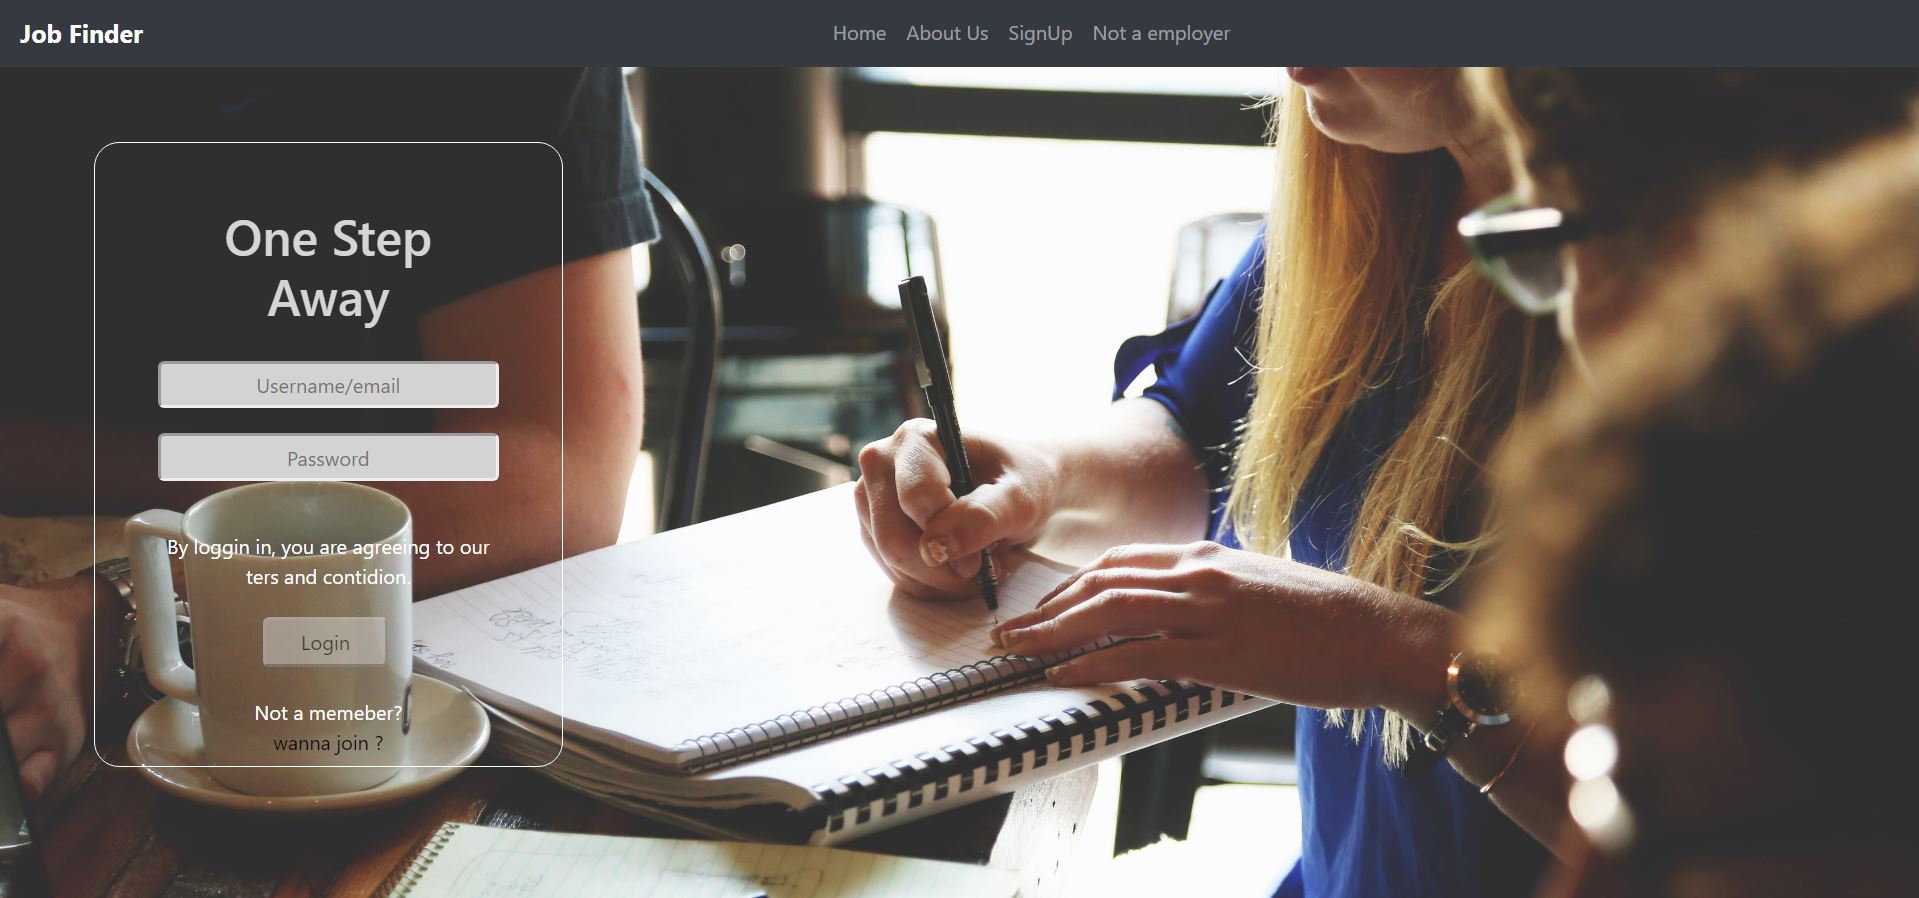 Job Finder
Home About Us SignUp Not a employer
One Step
Away
Username/email
Password
By loggin in, you are agreeing to our
ters and contidion.
Login
Not a memeber?
wanna join ?